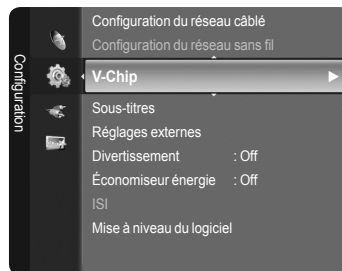 Configuration
Configuration du réseau câblé
Configuration du réseau sans fil
V-Chip
Sous-titres
Réglages externes
Divertissement : Off
Économiseur énergie : Off
ISI
Mise à niveau du logiciel